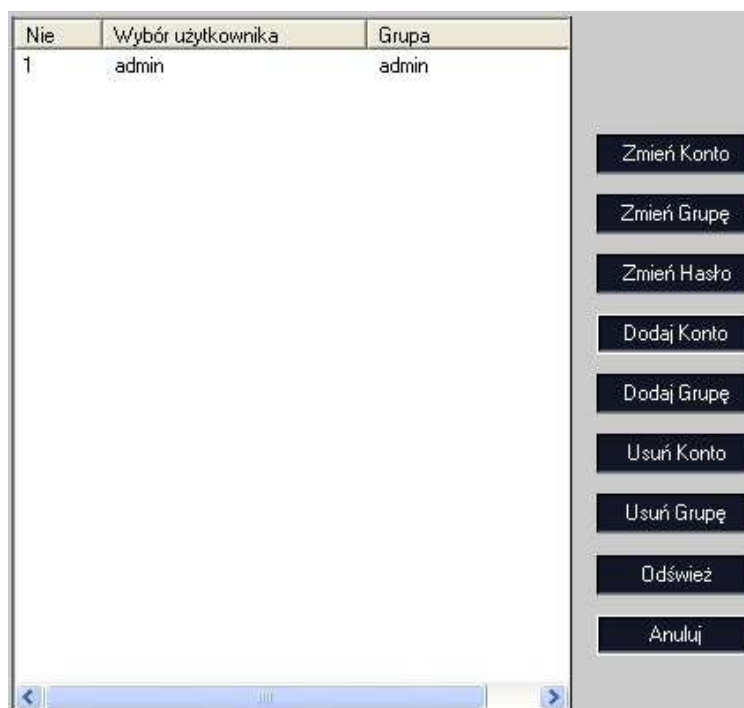 Nie Wybór użytkownika Grupa
1 admin admin
Zmień Konto
Zmień Grupę
Zmień Hasło
Dodaj Konto
Dodaj Grupę
Usuń Konto
Usuń Grupę
Odśwież
Anuluj